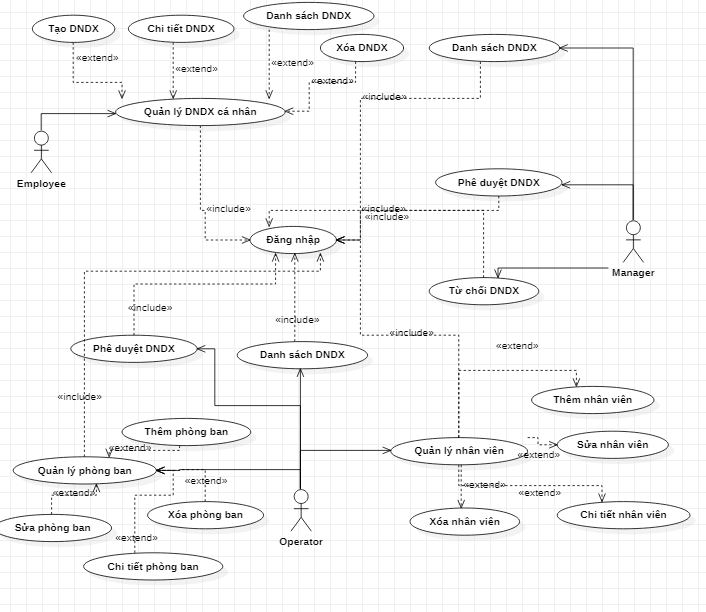 Danh sách DNDX
Tạo DNDX
Chi tiết DNDX
Xóa DNDX
Danh sách DNDX
«extend»
«extend»
«extend»
«extend»
«include»
Quản lý DNDX cá nhân
Employee
Phê duyệt DNDX
«include»
«include»
«include»
Đăng nhập
Manager
Từ chối DNDX
«include»
«include»
«include»
«extend»
Phê duyệt DNDX
Danh sách DNDX
«include»
Thêm nhân viên
Thêm phòng ban
«extend»
Quản lý nhân viên
Sửa nhân viên
«extend»
Quản lý phòng ban
«extend»
«extend»
«extend»
«extend»
Xóa phòng ban
Xóa nhân viên
Chi tiết nhân viên
Sửa phòng ban
«extend»
Operator
Chi tiết phòng ban